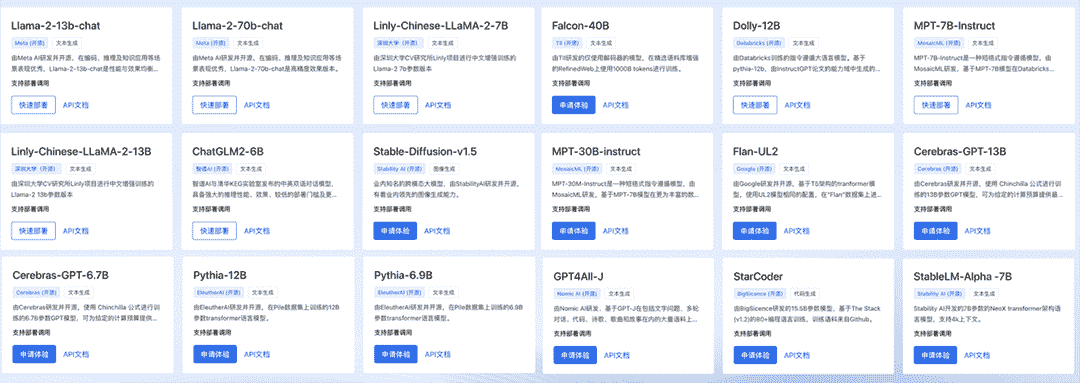 Llama-2-13b-chat
Meta (开源) 文本生成
由Meta AI研发并开源，在编码、推理及知识应用等场
景表现优秀，Llama-2-13b-chat是性能与效果均衡...
支持部署调用
快速部署 API文档
Llama-2-70b-chat
Meta (开源) 文本生成
由Meta AI研发并开源，在编码、推理及知识应用等场
景表现优秀，Llama-2-70b-chat是高精度效果版本。
支持部署调用
快速部署 API文档
Linly-Chinese-LLaMA-2-7B
深圳大学（开源） 文本生成
由深圳大学CV研究所Linly项目进行中文增强训练的
Llama-2 7b参数版本
支持部署调用
快速部署 API文档
Falcon-40B
TII (开源) 文本生成
由TII研发的仅使用解码器的模型，在精选语料库增强
的RefinedWeb上使用1000B tokens进行训练。
支持部署调用
申请体验 API文档
Dolly-12B
Databricks (开源) 文本生成
由Databricks训练的指令遵循大语言模型。基于
pythia-12b，由InstructGPT论文的能力域中生成的...
支持部署调用
快速部署 API文档
MPT-7B-Instruct
MosaicML (开源) 文本生成
MPT-7B-Instruct是一种短格式指令遵循模型，由
MosaicML研发，基于MPT-7B模型在Databricks...
支持部署调用
快速部署 API文档
Linly-Chinese-LLaMA-2-13B
深圳大学（开源） 文本生成
由深圳大学CV研究所Linly项目进行中文增强训练的
Llama-2 13b参数版本
支持部署调用
快速部署 API文档
ChatGLM2-6B
智谱AI (开源) 文本生成
智谱AI与清华KEG实验室发布的中英双语对话模型，
具备强大的推理性能、效果、较低的部署门槛及更...
支持部署调用
快速部署 API文档
Stable-Diffusion-v1.5
Stability AI (开源) 图像生成
业内知名的跨模态大模型，由StabilityAI研发并开源，
有着业内领先的图像生成能力。
支持部署调用
申请体验 API文档
MPT-30B-instruct
MosaicML (开源) 文本生成
MPT-30M-Instruct是一种短格式指令遵循模型，由
MosaicML研发，基于MPT-7B模型在更为丰富的数...
支持部署调用
申请体验 API文档
Flan-UL2
Google (开源) 文本生成
由Google研发并开源，基于T5架构的tranformer模
型，使用UL2模型相同的配置，在"Flan"数据集上进...
支持部署调用
申请体验 API文档
Cerebras-GPT-13B
Cerebras (开源) 文本生成
由Cerebras研发并开源，使用 Chinchilla 公式进行训
练的13B参数GPT模型，可为给定的计算预算提供最...
支持部署调用
申请体验 API文档
Cerebras-GPT-6.7B
Cerebras (开源) 文本生成
由Cerebras研发并开源，使用 Chinchilla 公式进行训
练的6.7B参数GPT模型，可为给定的计算预算提供...
支持部署调用
申请体验 API文档
Pythia-12B
EleutherAI (开源) 文本生成
由EleutherAI研发并开源，在Pile数据集上训练的12B
参数transformer语言模型。
支持部署调用
申请体验 API文档
Pythia-6.9B
EleutherAI (开源) 文本生成
由EleutherAI研发并开源，在Pile数据集上训练的6.9B
参数transformer语言模型。
支持部署调用
申请体验 API文档
GPT4All-J
Nomic AI (开源) 文本生成
由Nomic AI研发，基于GPT-J在包括文字问题、多轮
对话、代码、诗歌、歌曲和故事在内的大量语料上...
支持部署调用
申请体验 API文档
StarCoder
BigSicence (开源) 代码生成
由BigSicence研发的15.5B参数模型，基于The Stack
(v1.2)的80+编程语言训练，训练语料来自Github。
支持部署调用
申请体验 API文档
StableLM-Alpha -7B
Stability AI (开源) 文本生成
Stability AI开发的7B参数的NeoX transformer架构语
言模型，支持4k上下文。
支持部署调用
申请体验 API文档